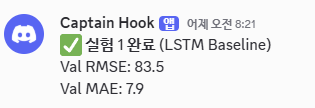 Captain Hook 앱 어제 오전 8:21
✅ 실험 1 완료 (LSTM Baseline)
Val RMSE: 83.5
Val MAE: 7.9